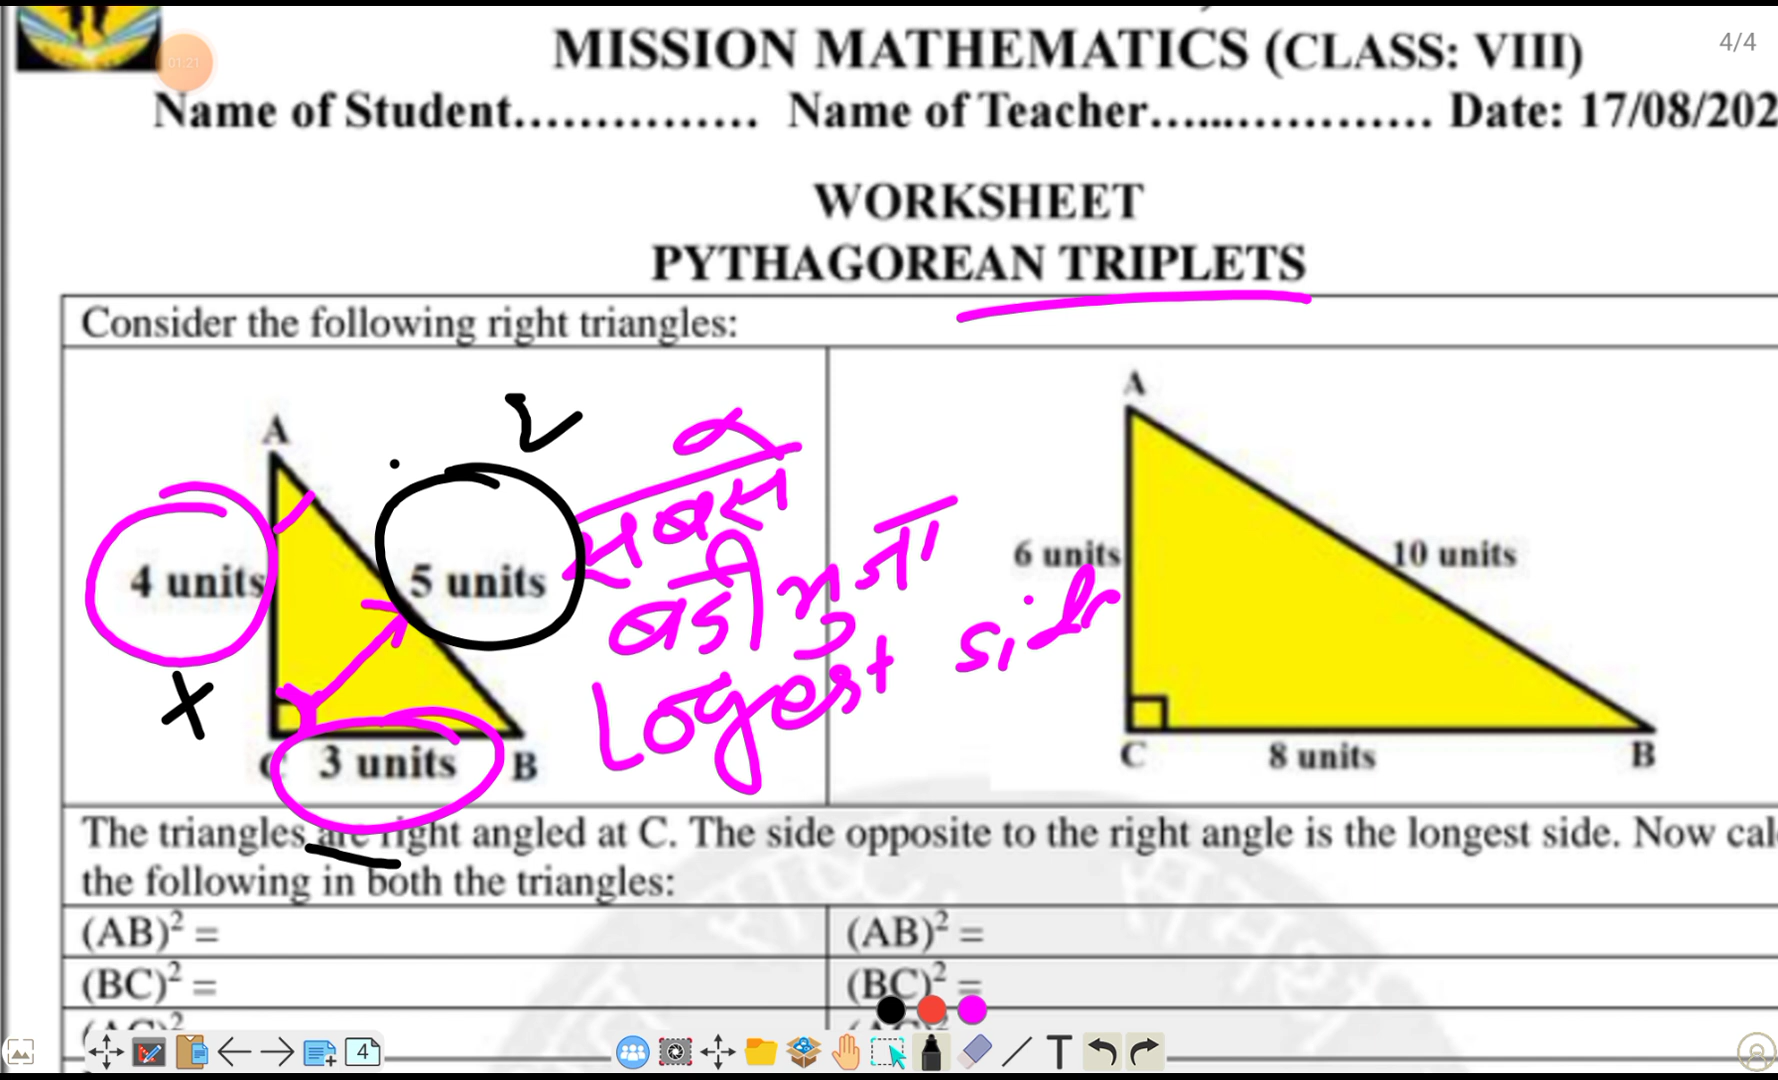 MISSION MATHEMATICS (CLASS: VIII)
4/4
01:21
Name of Student............... Name of Teacher.................. Date: 17/08/202
WORKSHEET
PYTHAGOREAN TRIPLETS
Consider the following right triangles:
A
4 units
5 units
C
3 units
B
सबसे
बड़ी भुजा
Logest side
A
6 units
10 units
C
8 units
B
The triangles are right angled at C. The side opposite to the right angle is the longest side. Now cal
the following in both the triangles:
(AB)² =
(AB)² =
(BC)² =
(BC)² =
4
T